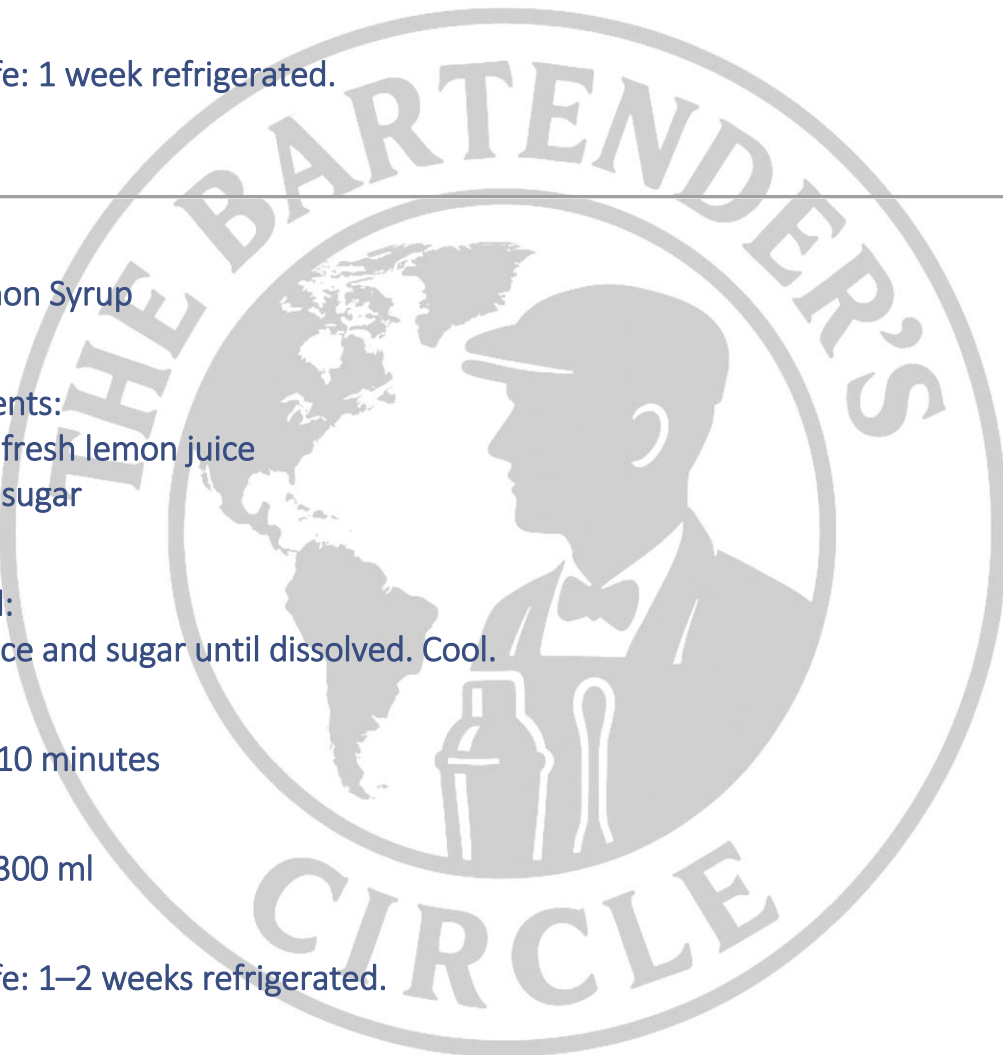 fe: 1 week refrigerated.
THE BARTENDER'S
non Syrup
ents:
fresh lemon juice
sugar
l:
ce and sugar until dissolved. Cool.
10 minutes
300 ml
fe: 1–2 weeks refrigerated.
CIRCLE